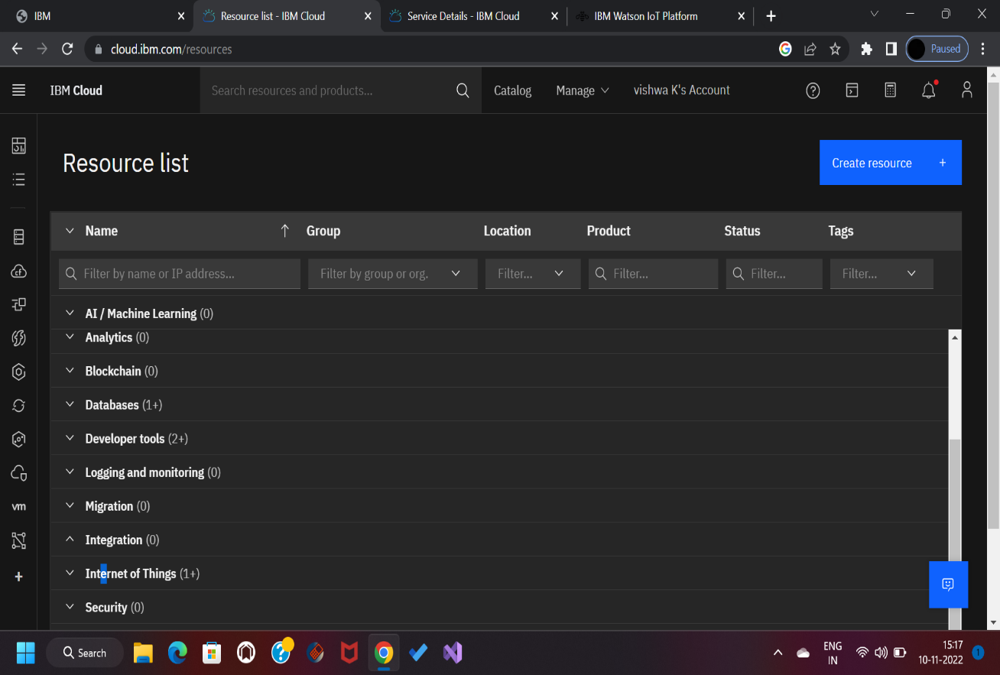 IBM
Resource list - IBM Cloud
Service Details - IBM Cloud
IBM Watson IoT Platform
cloud.ibm.com/resources
Paused
IBM Cloud
Search resources and products...
Catalog
Manage
vishwa K's Account
Resource list
Create resource +
Name
Group
Location
Product
Status
Tags
Filter by name or IP address...
Filter by group or org.
Filter...
Filter...
Filter...
Filter...
AI / Machine Learning (0)
Analytics (0)
Blockchain (0)
Databases (1+)
Developer tools (2+)
Logging and monitoring (0)
Migration (0)
Integration (0)
Internet of Things (1+)
Security (0)
cf
vm
Search
ENG
IN
15:17
10-11-2022
1